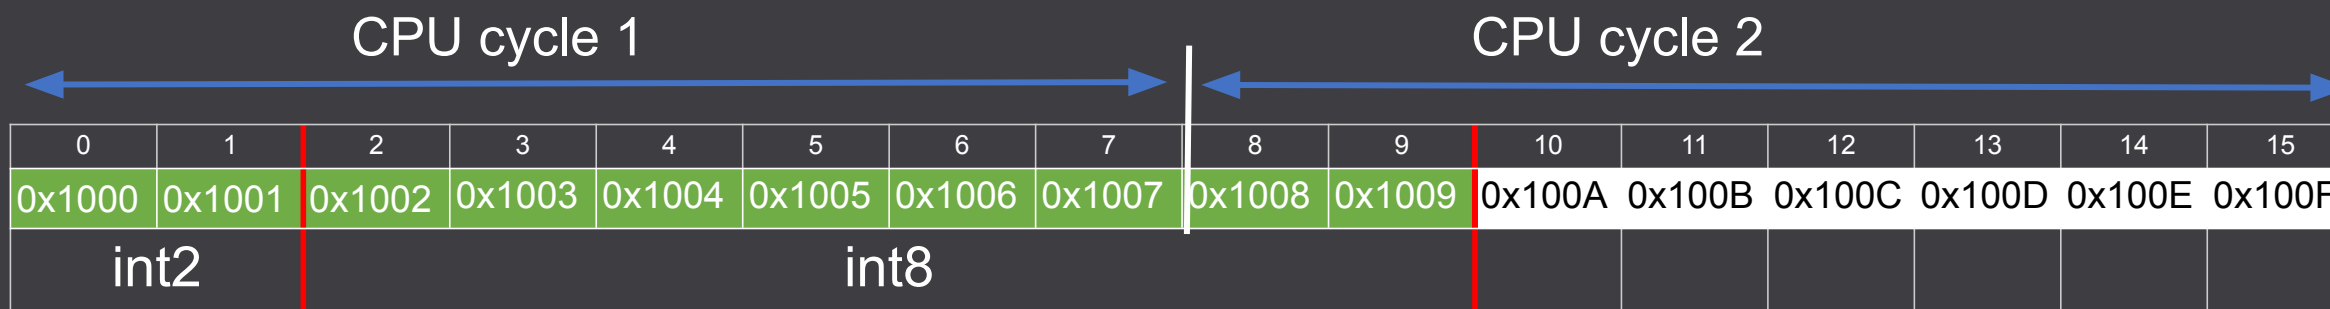 CPU cycle 1 CPU cycle 2
0 1 2 3 4 5 6 7 8 9 10 11 12 13 14 15
0x1000 0x1001 0x1002 0x1003 0x1004 0x1005 0x1006 0x1007 0x1008 0x1009 0x100A 0x100B 0x100C 0x100D 0x100E 0x100F
int2 int8